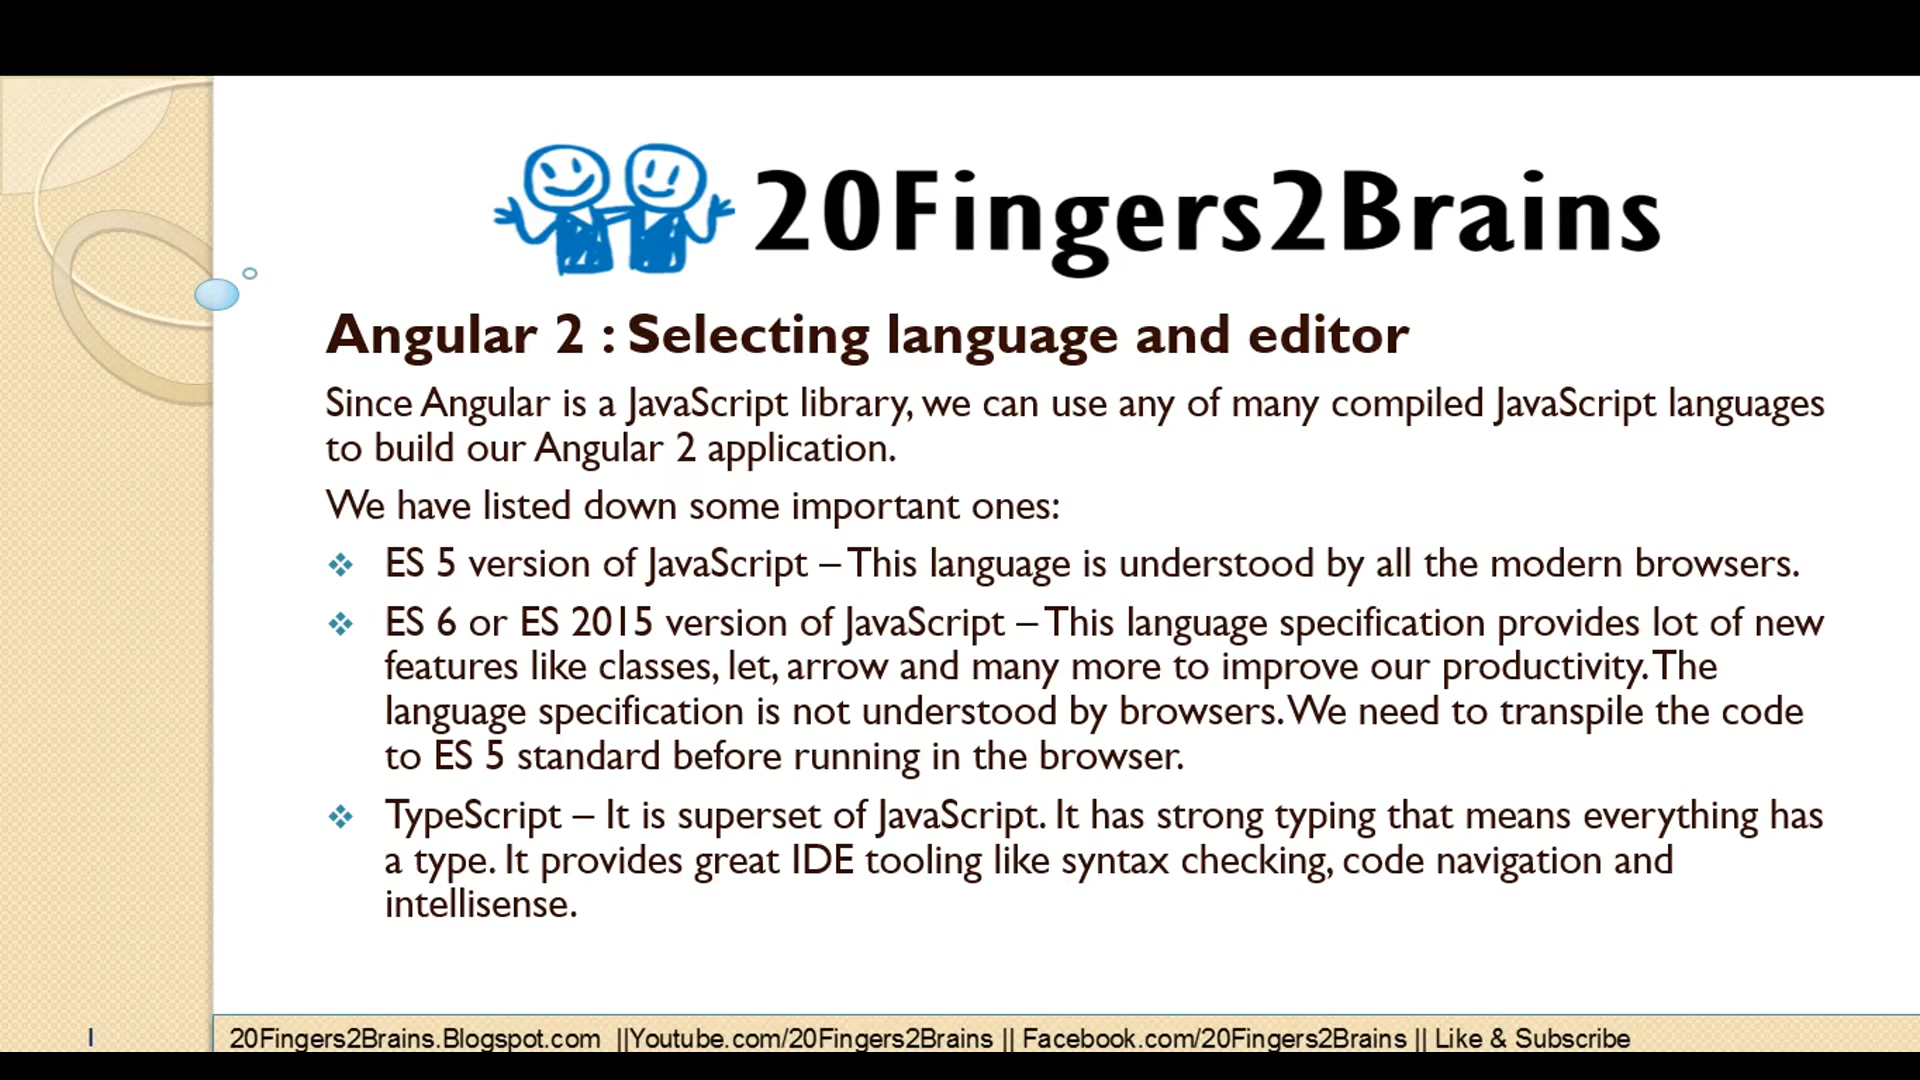 20Fingers2Brains
Angular 2 : Selecting language and editor
Since Angular is a JavaScript library, we can use any of many compiled JavaScript languages
to build our Angular 2 application.
We have listed down some important ones:
❖ ES 5 version of JavaScript – This language is understood by all the modern browsers.
❖ ES 6 or ES 2015 version of JavaScript – This language specification provides lot of new
features like classes, let, arrow and many more to improve our productivity. The
language specification is not understood by browsers. We need to transpile the code
to ES 5 standard before running in the browser.
❖ TypeScript – It is superset of JavaScript. It has strong typing that means everything has
a type. It provides great IDE tooling like syntax checking, code navigation and
intellisense.
1
20Fingers2Brains.Blogspot.com ||Youtube.com/20Fingers2Brains || Facebook.com/20Fingers2Brains || Like & Subscribe